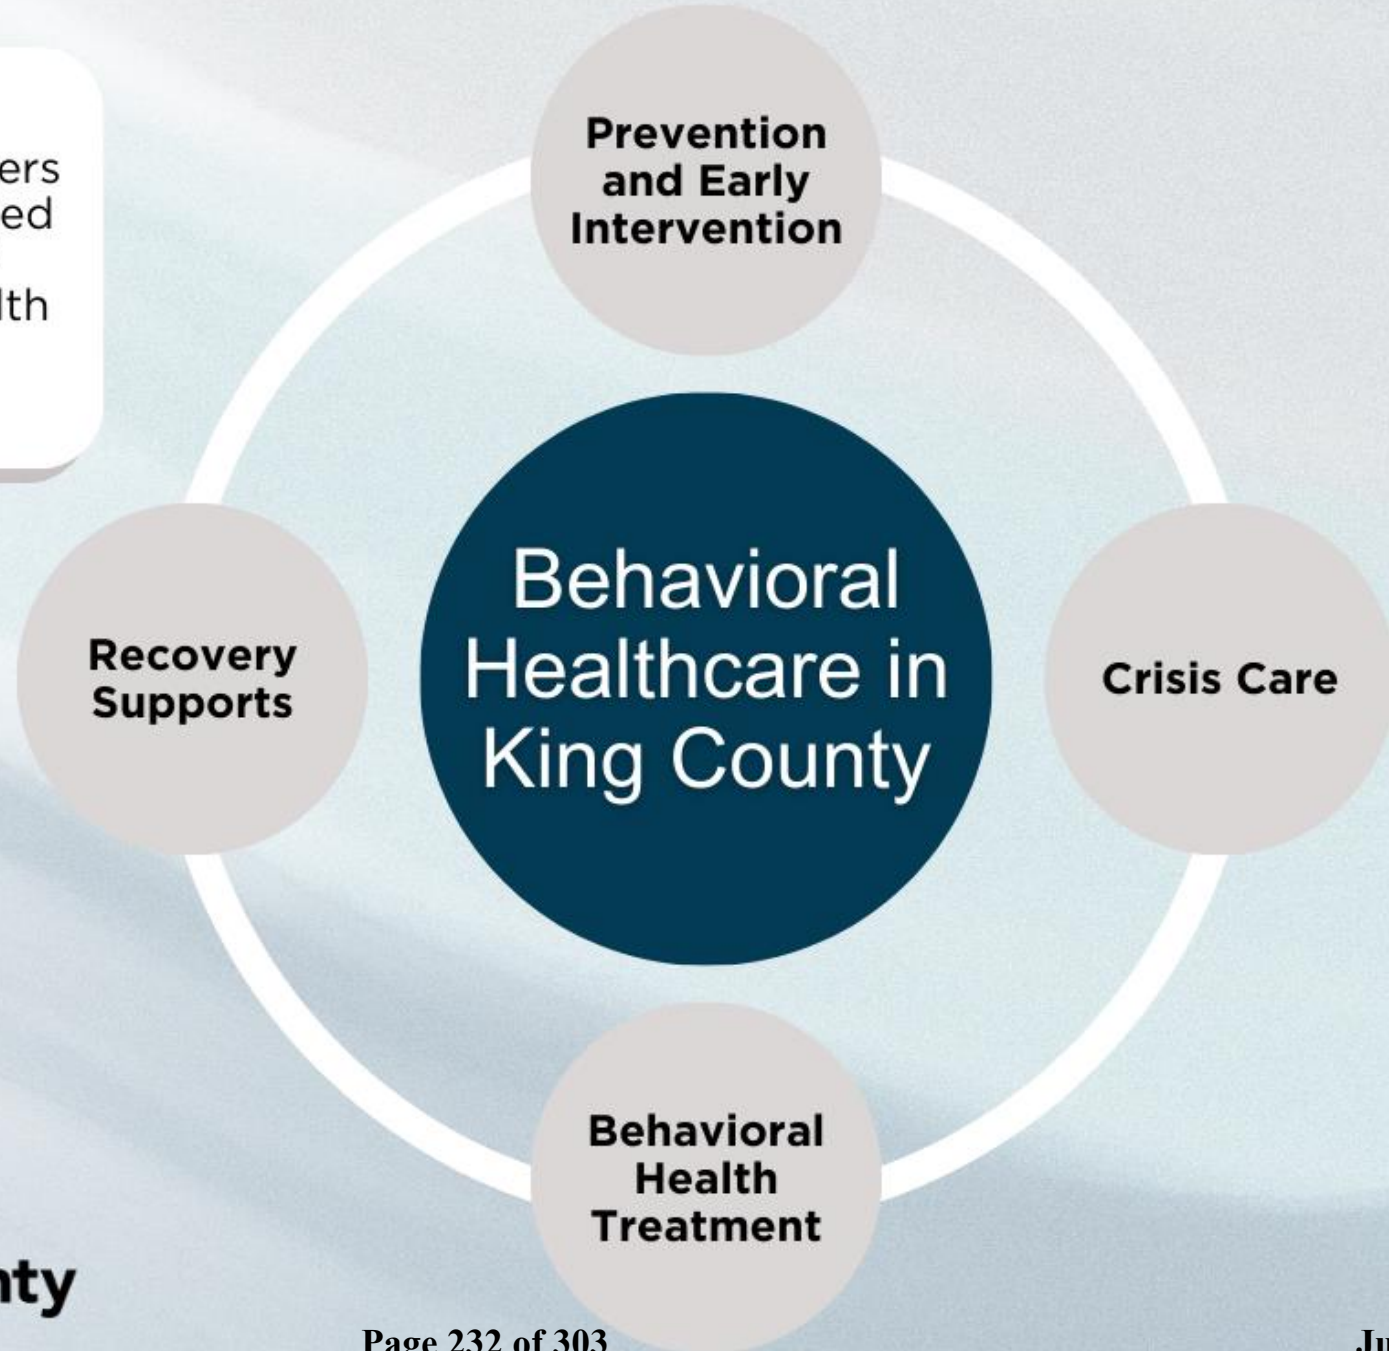 Prevention
and Early
Intervention
Recovery
Supports
Behavioral
Healthcare in
King County
Crisis Care
Behavioral
Health
Treatment
Page 232 of 303